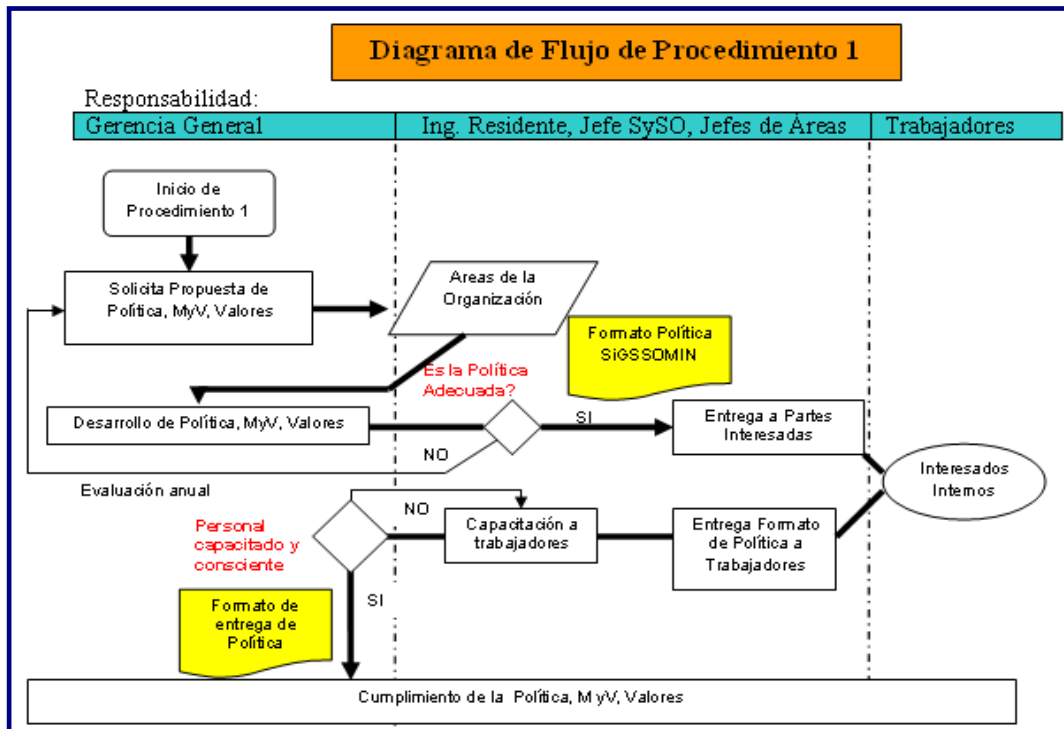 Diagrama de Flujo de Procedimiento 1
Responsabilidad:
Gerencia General
Ing. Residente, Jefe SySO, Jefes de Áreas
Trabajadores
Inicio de
Procedimiento 1
Solicita Propuesta de
Política, MyV, Valores
Areas de la
Organización
Formato Política
SiGSSOMIN
Es la Política
Adecuada?
Desarrollo de Política, MyV, Valores
SI
NO
Entrega a Partes
Interesadas
Interesados
Internos
Evaluación anual
NO
Personal
capacitado y
consciente
Capacitación a
trabajadores
Entrega Formato
de Política a
Trabajadores
SI
Formato de
entrega de
Política
Cumplimiento de la Política, MyV, Valores